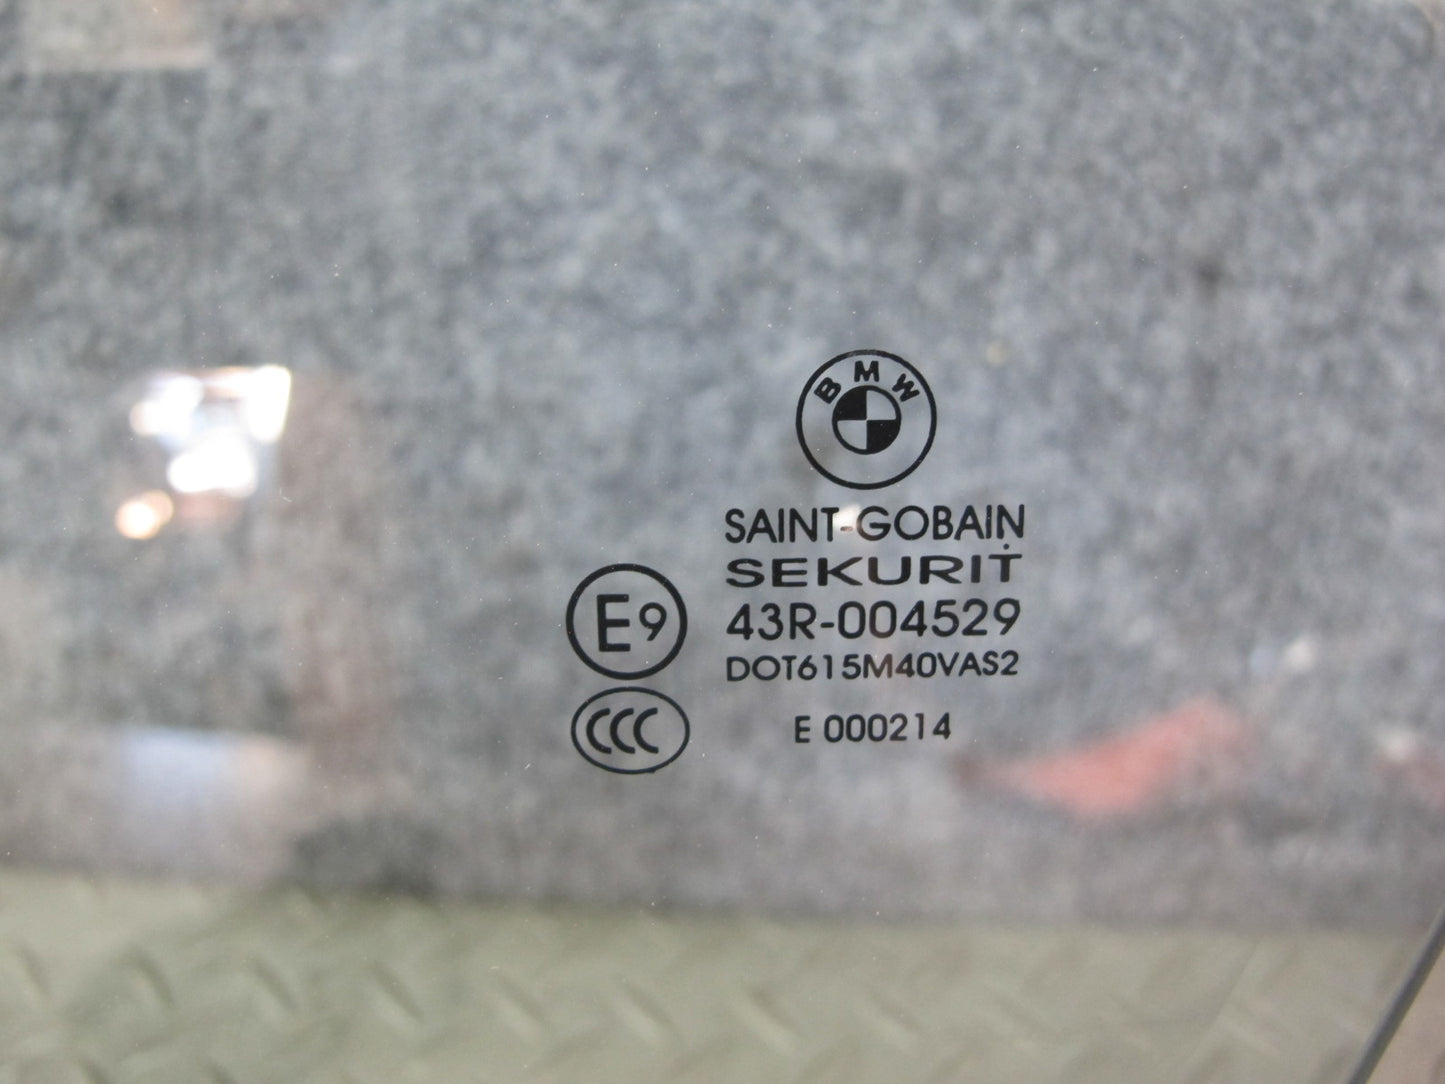 BMW
SAINT-GOBAIN
SEKURIT
E9
43R-004529
DOT615M40VAS2
CCC
E 000214